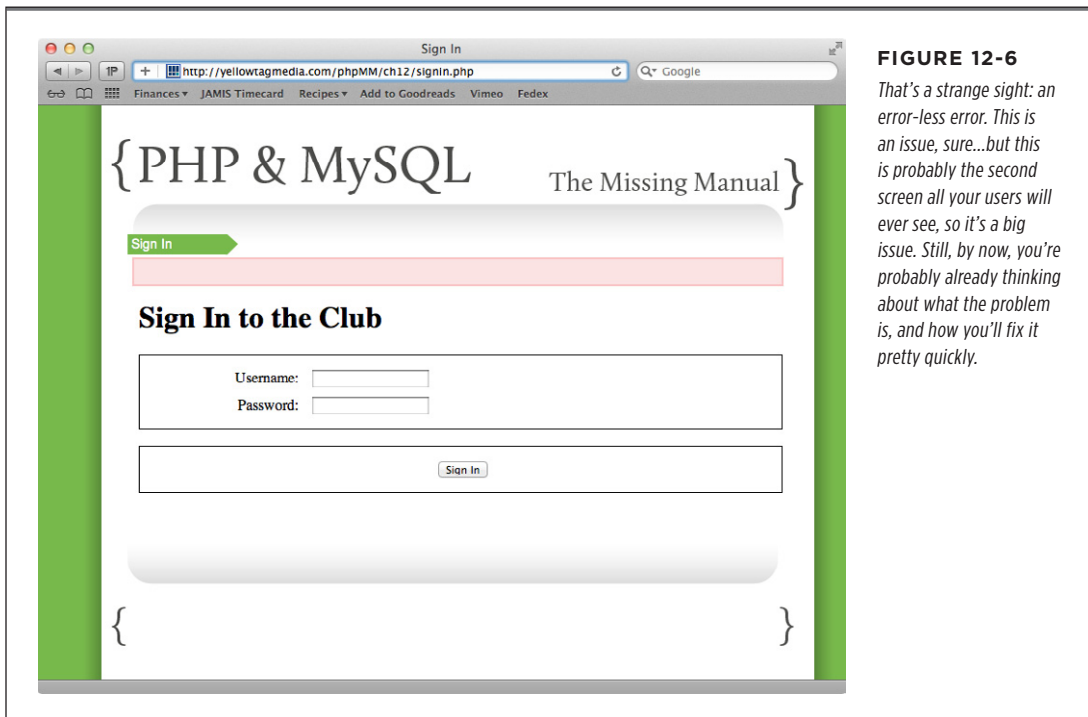 Sign In
1P
+
http://yellowtagmedia.com/phpMM/ch12/signin.php
Google
Finances JAMIS Timecard Recipes Add to Goodreads Vimeo Fedex
{PHP & MySQL
The Missing Manual}
Sign In
Sign In to the Club
Username:
Password:
Sign In
{ }
FIGURE 12-6
That's a strange sight: an
error-less error. This is
an issue, sure...but this
is probably the second
screen all your users will
ever see, so it's a big
issue. Still, by now, you're
probably already thinking
about what the problem
is, and how you'll fix it
pretty quickly.